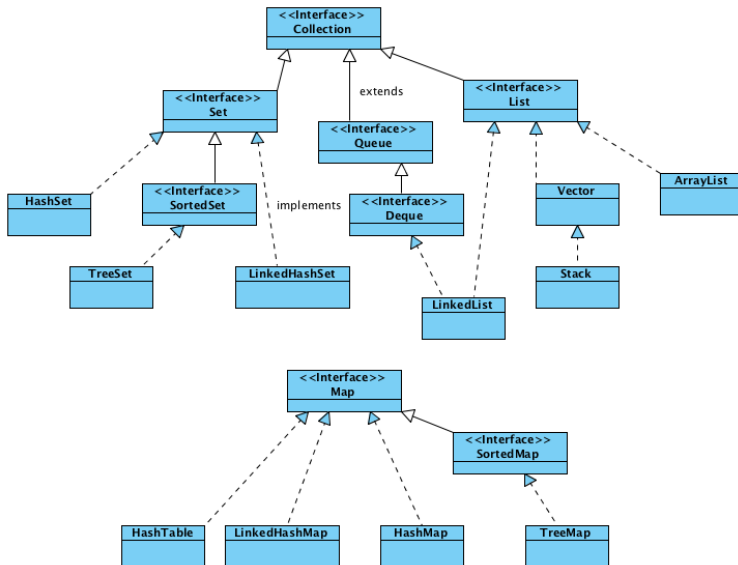 <<Interface>>
Collection
<<Interface>>
Set
extends
<<Interface>>
List
<<Interface>>
Queue
HashSet
<<Interface>>
SortedSet
implements
<<Interface>>
Deque
Vector
ArrayList
TreeSet
LinkedHashSet
LinkedList
Stack
<<Interface>>
Map
<<Interface>>
SortedMap
HashTable
LinkedHashMap
HashMap
TreeMap